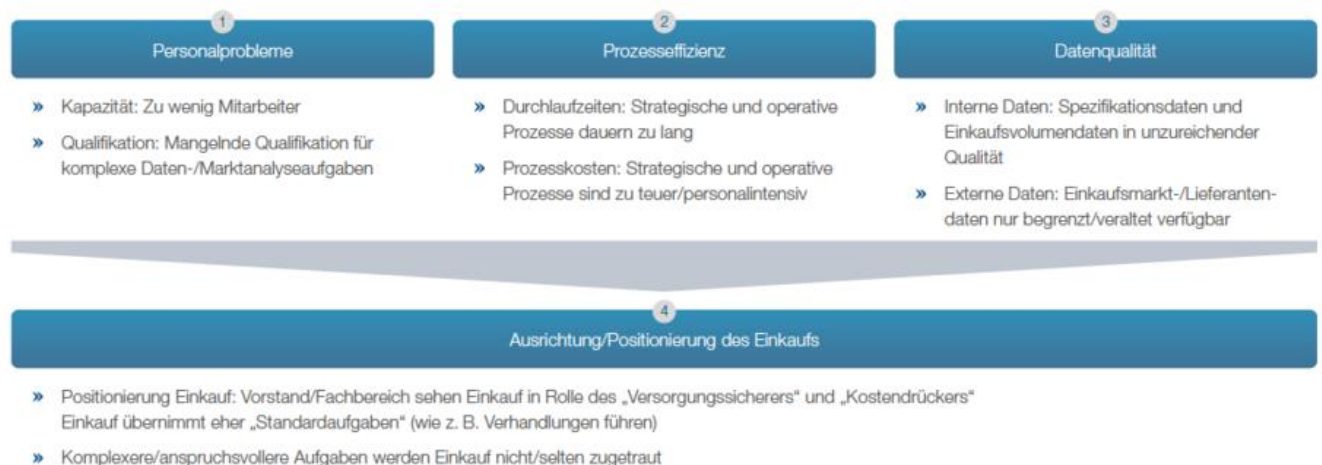 1
Personalprobleme
» Kapazität: Zu wenig Mitarbeiter
» Qualifikation: Mangelnde Qualifikation für
komplexe Daten-/Marktanalyseaufgaben
2
Prozesseffizienz
» Durchlaufzeiten: Strategische und operative
Prozesse dauern zu lang
» Prozesskosten: Strategische und operative
Prozesse sind zu teuer/personalintensiv
3
Datenqualität
» Interne Daten: Spezifikationsdaten und
Einkaufsvolumendaten in unzureichender
Qualität
» Externe Daten: Einkaufsmarkt-/Lieferanten-
daten nur begrenzt/veraltet verfügbar
4
Ausrichtung/Positionierung des Einkaufs
» Positionierung Einkauf: Vorstand/Fachbereich sehen Einkauf in Rolle des „Versorgungssicherers“ und „Kostendrückers“
Einkauf übernimmt eher „Standardaufgaben“ (wie z. B. Verhandlungen führen)
» Komplexere/anspruchsvollere Aufgaben werden Einkauf nicht/selten zugetraut